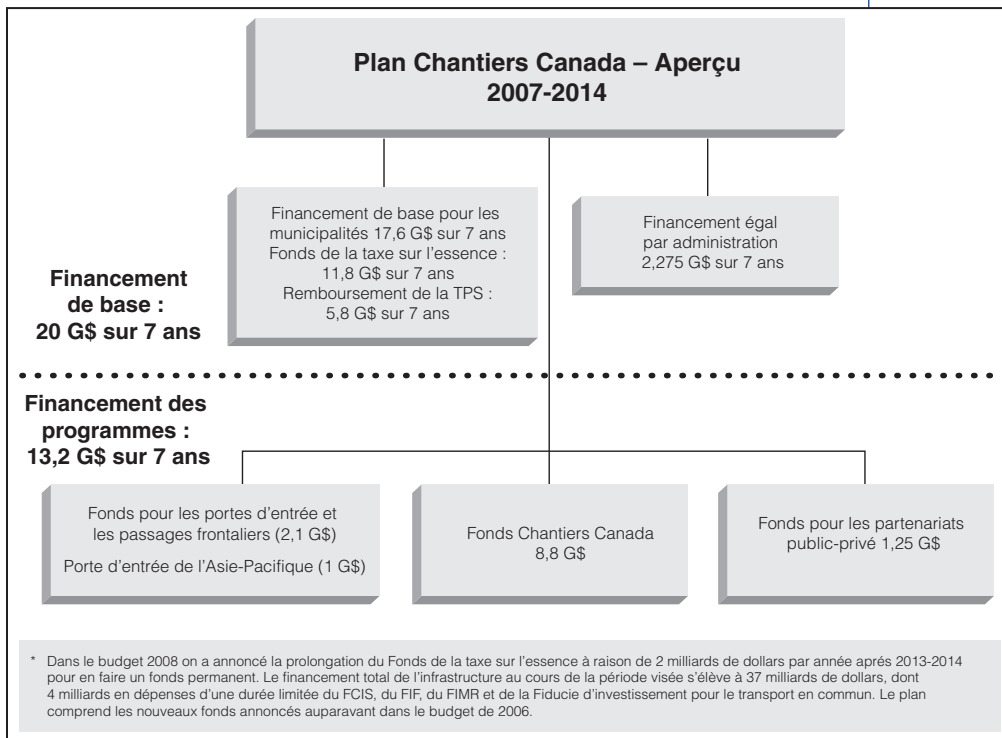 Plan Chantiers Canada – Aperçu
2007-2014
Financement de base pour les
municipalités 17,6 G$ sur 7 ans
Fonds de la taxe sur l’essence :
11,8 G$ sur 7 ans
Remboursement de la TPS :
5,8 G$ sur 7 ans
Financement égal
par administration
2,275 G$ sur 7 ans
Financement
de base :
20 G$ sur 7 ans
Financement des
programmes :
13,2 G$ sur 7 ans
Fonds pour les portes d’entrée et
les passages frontaliers (2,1 G$)
Porte d’entrée de l’Asie-Pacifique (1 G$)
Fonds Chantiers Canada
8,8 G$
Fonds pour les partenariats
public-privé 1,25 G$
* Dans le budget 2008 on a annoncé la prolongation du Fonds de la taxe sur l’essence à raison de 2 milliards de dollars par année aprés 2013-2014
pour en faire un fonds permanent. Le financement total de l’infrastructure au cours de la période visée s’élève à 37 milliards de dollars, dont
4 milliards en dépenses d’une durée limitée du FCIS, du FIF, du FIMR et de la Fiducie d’investissement pour le transport en commun. Le plan
comprend les nouveaux fonds annoncés auparavant dans le budget de 2006.